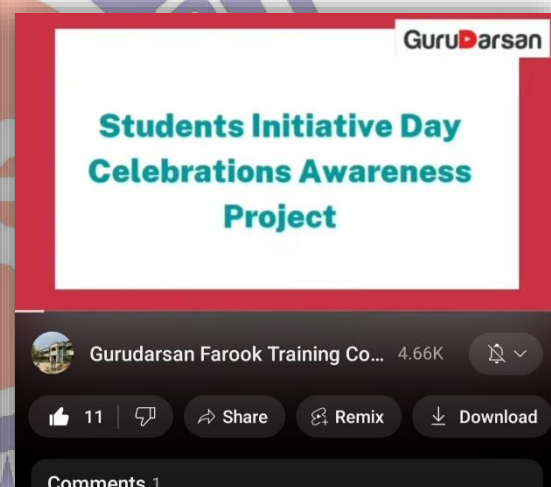 GuruDarsan
Students Initiative Day
Celebrations Awareness
Project
Gurudarsan Farook Training Co... 4.66K
11 Share Remix Download
Comments 1